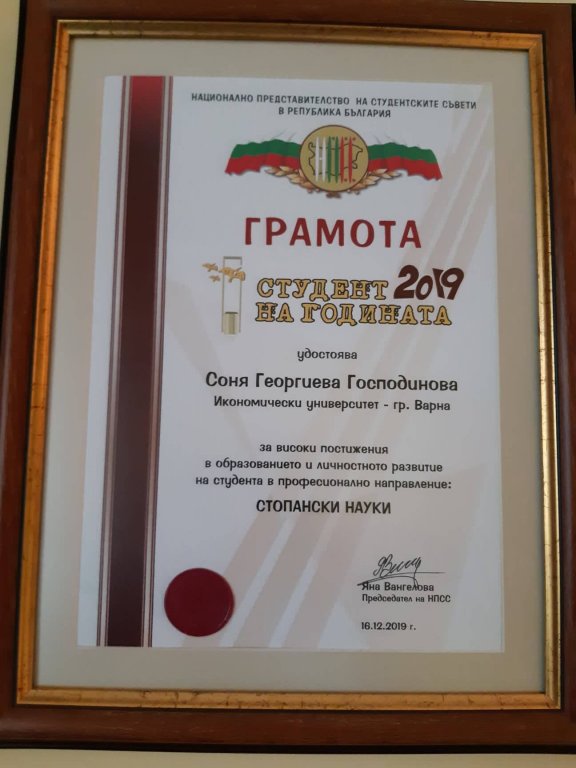 НАЦИОНАЛНО ПРЕДСТАВИТЕЛСТВО НА СТУДЕНТСКИТЕ СЪВЕТИ
В РЕПУБЛИКА БЪЛГАРИЯ
ГРАМОТА
СТУДЕНТ 2019
НА ГОДИНАТА
удостоява
Соня Георгиева Господинова
Икономически университет - гр. Варна
за високи постижения
в образованието и личностното развитие
на студента в професионално направление:
СТОПАНСКИ НАУКИ
Яна Вангелова
Председател на НПСС
16.12.2019 г.